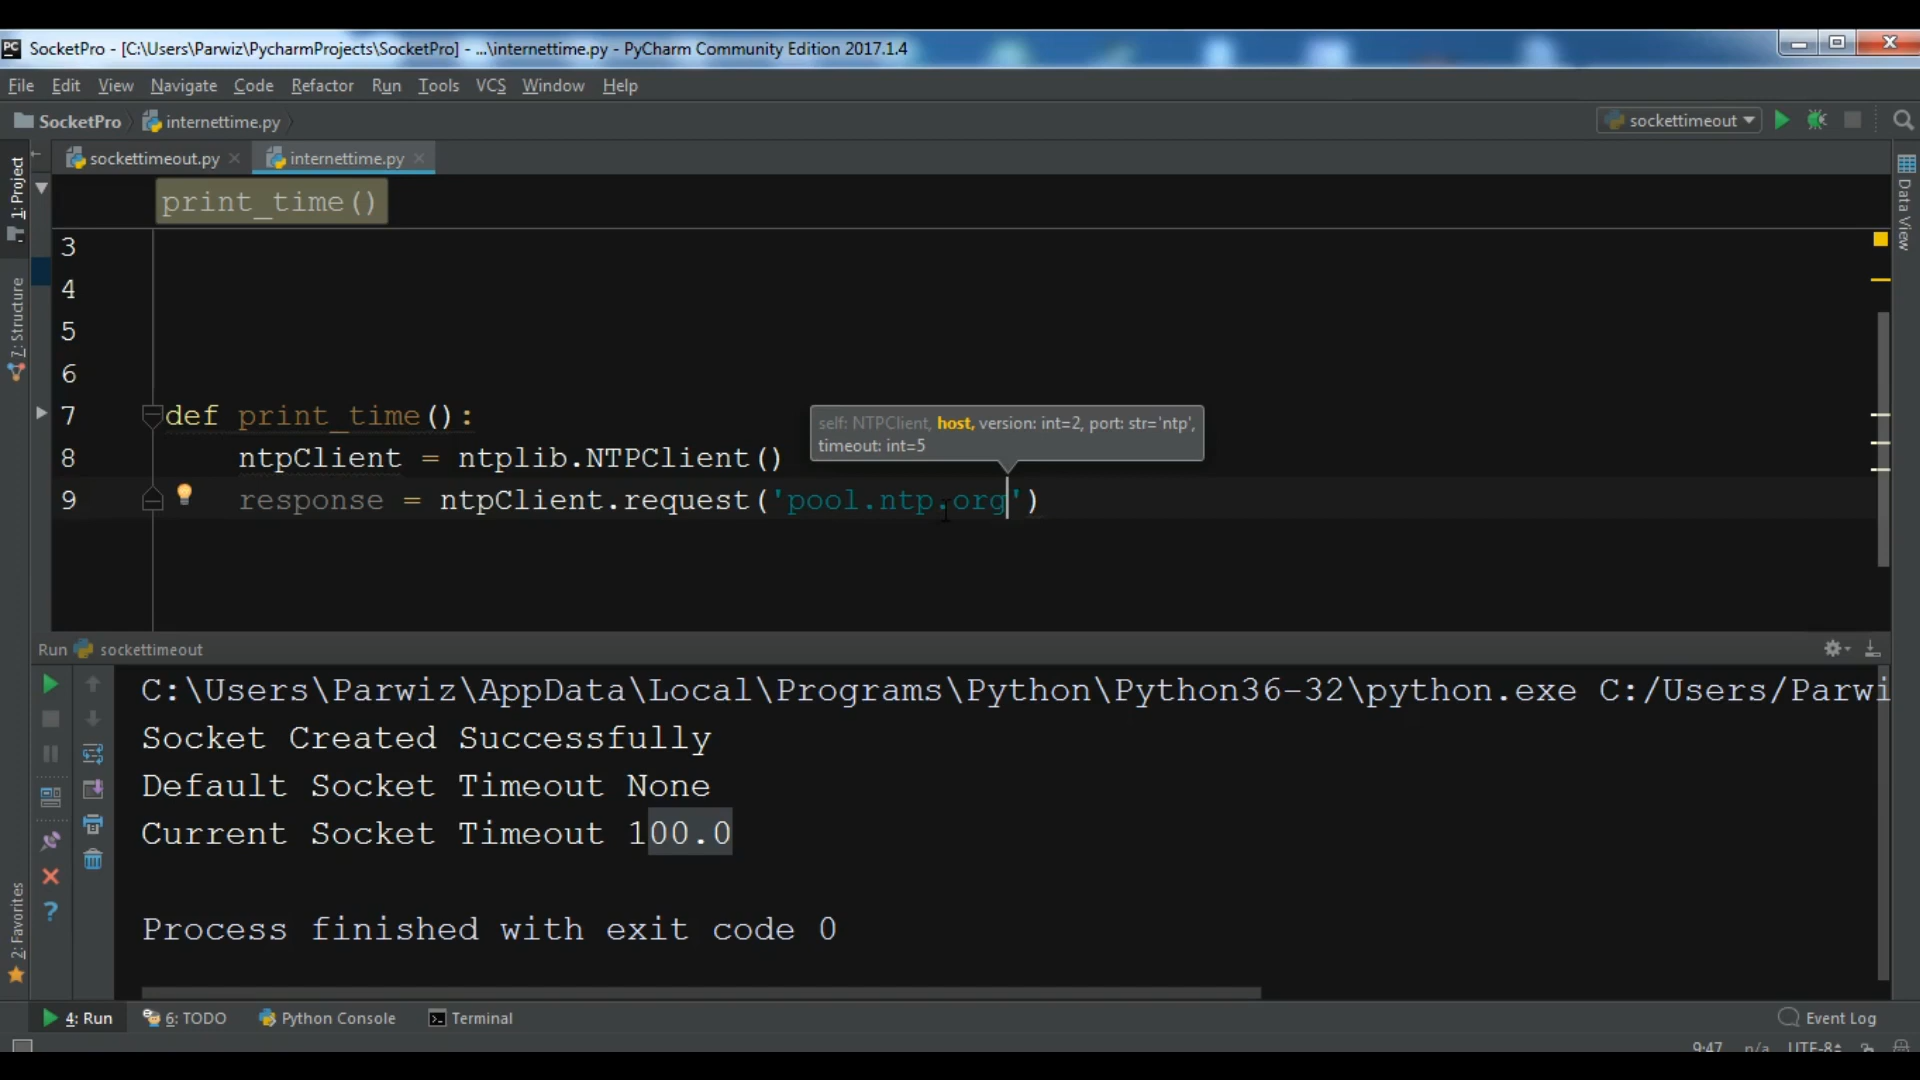 SocketPro - [C:\Users\Parwiz\PycharmProjects\SocketPro] - ...\internettime.py - PyCharm Community Edition 2017.1.4
File Edit View Navigate Code Refactor Run Tools VCS Window Help
SocketPro internettime.py sockettimeout
sockettimeout.py internettime.py
1: Project
7: Structure
2: Favorites
Data View
print_time()
3
4
5
6
7 def print_time():
self: NTPClient, host, version: int=2, port: str='ntp',
timeout: int=5
8 ntpClient = ntplib.NTPClient()
9 response = ntpClient.request('pool.ntp.org')
Run sockettimeout
C:\Users\Parwiz\AppData\Local\Programs\Python\Python36-32\python.exe C:/Users/Parwi
Socket Created Successfully
Default Socket Timeout None
Current Socket Timeout 100.0
Process finished with exit code 0
4: Run 6: TODO Python Console Terminal Event Log
9:47 n/a UTF-8